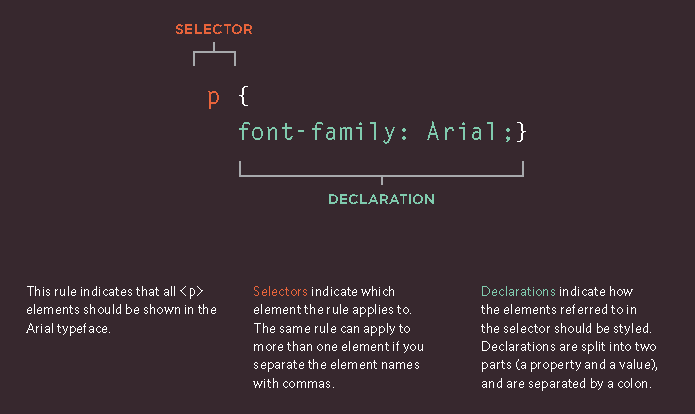 SELECTOR
p {
font-family: Arial;}
DECLARATION
This rule indicates that all <p>
elements should be shown in the
Arial typeface.
Selectors indicate which
element the rule applies to.
The same rule can apply to
more than one element if you
separate the element names
with commas.
Declarations indicate how
the elements referred to in
the selector should be styled.
Declarations are split into two
parts (a property and a value),
and are separated by a colon.